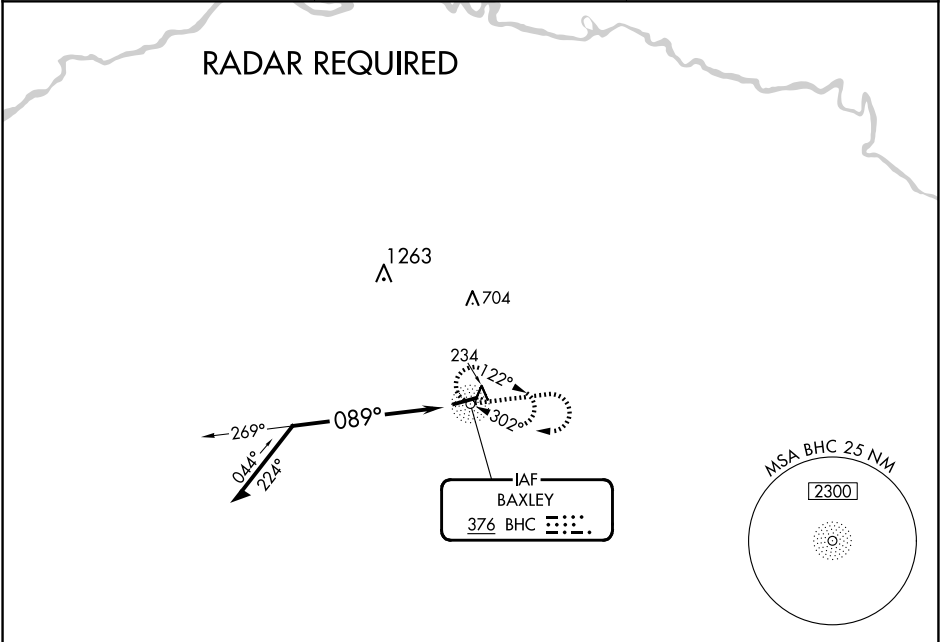 RADAR REQUIRED
1263
704
234
122°
302°
089°
269°
044°
224°
IAF
BAXLEY
376 BHC
MSA BHC 25 NM
2300